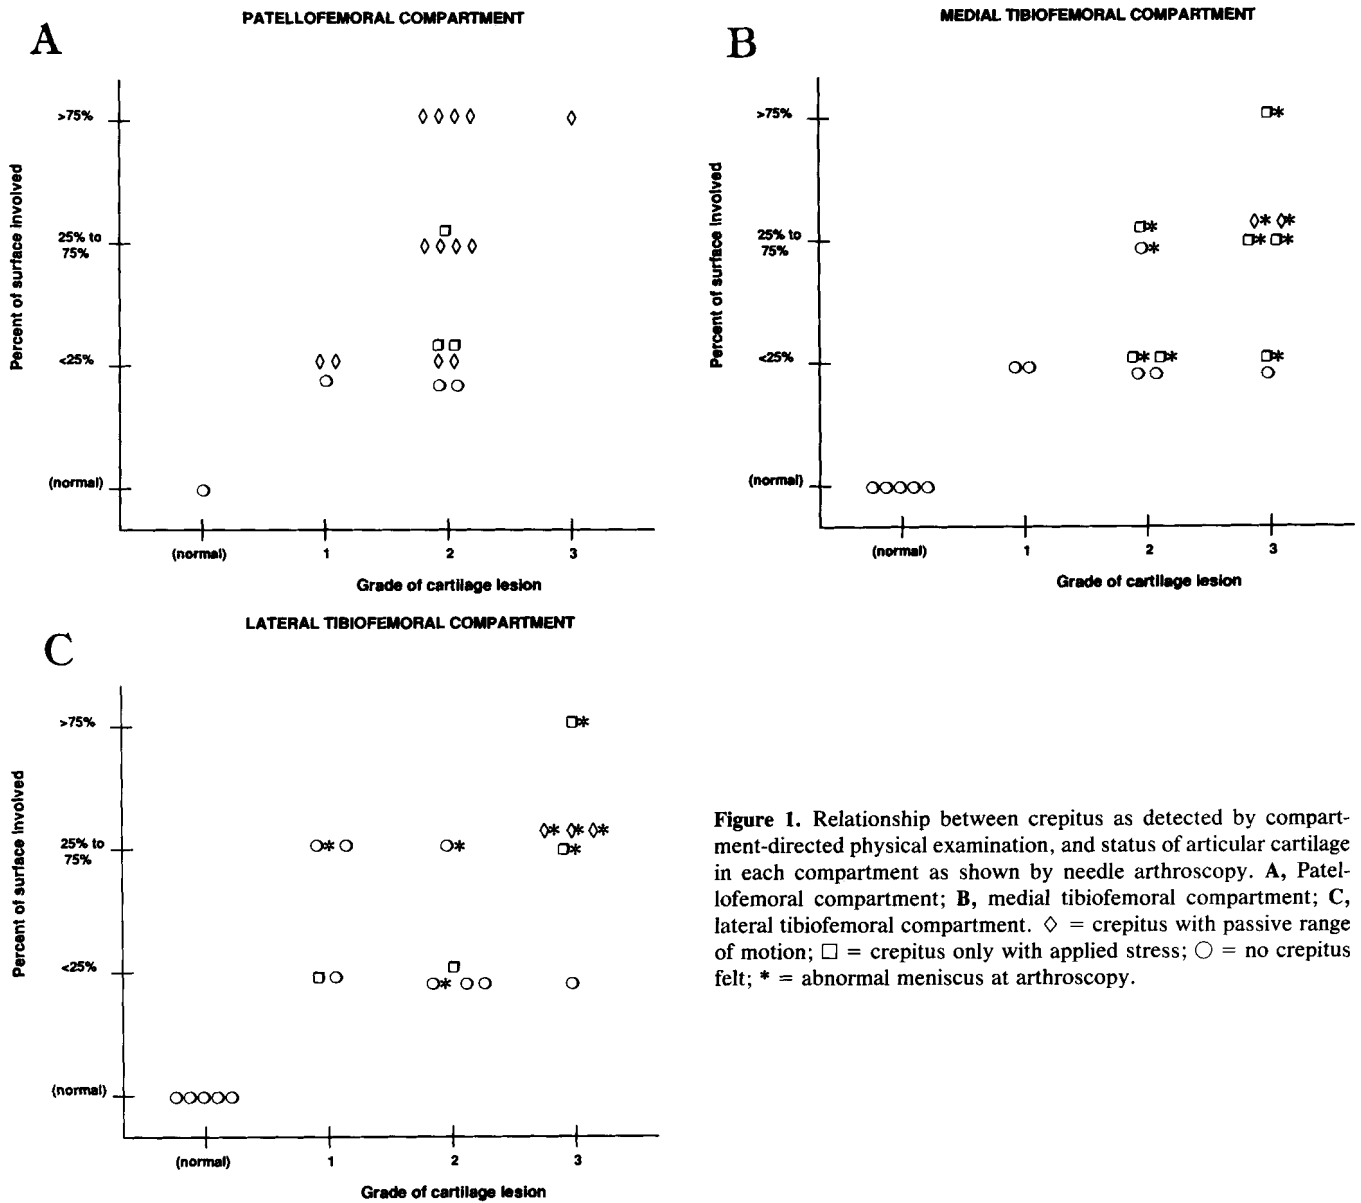 PATELLOFEMORAL COMPARTMENT
A
>75%
25% to
75%
<25%
(normal)
Percent of surface involved
(normal) 1 2 3
Grade of cartilage lesion
MEDIAL TIBIOFEMORAL COMPARTMENT
B
>75%
25% to
75%
<25%
(normal)
Percent of surface involved
(normal) 1 2 3
Grade of cartilage lesion
LATERAL TIBIOFEMORAL COMPARTMENT
C
>75%
25% to
75%
<25%
(normal)
Percent of surface involved
(normal) 1 2 3
Grade of cartilage lesion
Figure 1. Relationship between crepitus as detected by compart-
ment-directed physical examination, and status of articular cartilage
in each compartment as shown by needle arthroscopy. A, Patel-
lofemoral compartment; B, medial tibiofemoral compartment; C,
lateral tibiofemoral compartment. ◊ = crepitus with passive range
of motion; □ = crepitus only with applied stress; ○ = no crepitus
felt; * = abnormal meniscus at arthroscopy.